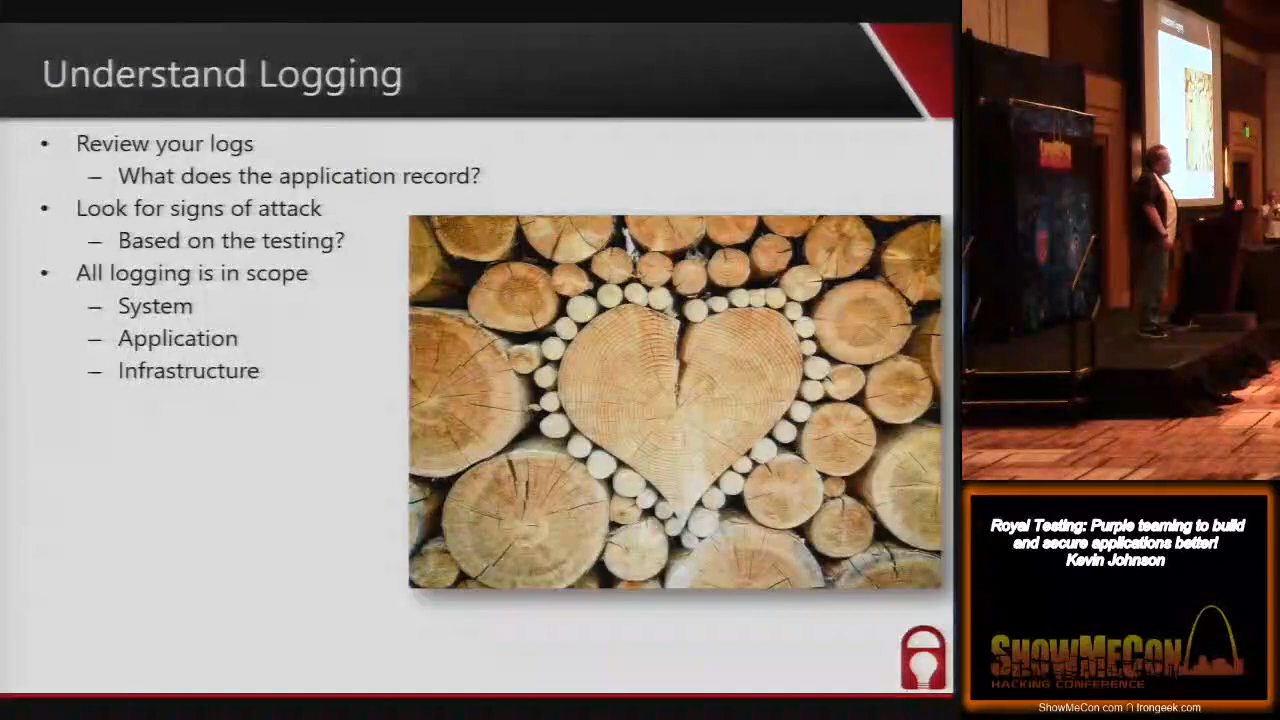 Understand Logging
• Review your logs
– What does the application record?
• Look for signs of attack
– Based on the testing?
• All logging is in scope
– System
– Application
– Infrastructure
Royal Testing: Purple teaming to build
and secure applications better!
Kevin Johnson
SHOWMECON
HACKING CONFERENCE
ShowMeCon.com ∩ Irongeek.com